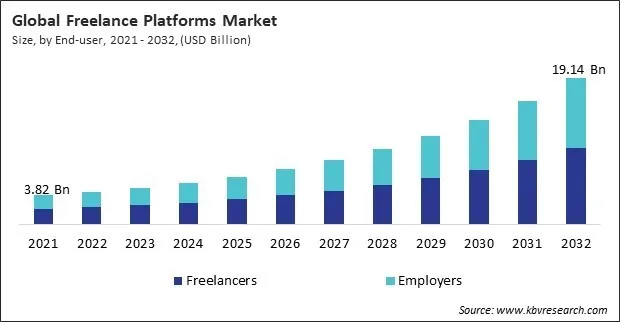 Global Freelance Platforms Market
Size, by End-user, 2021 - 2032, (USD Billion)
19.14 Bn
3.82 Bn
2021 2022 2023 2024 2025 2026 2027 2028 2029 2030 2031 2032
Freelancers Employers
Source: www.kbvresearch.com